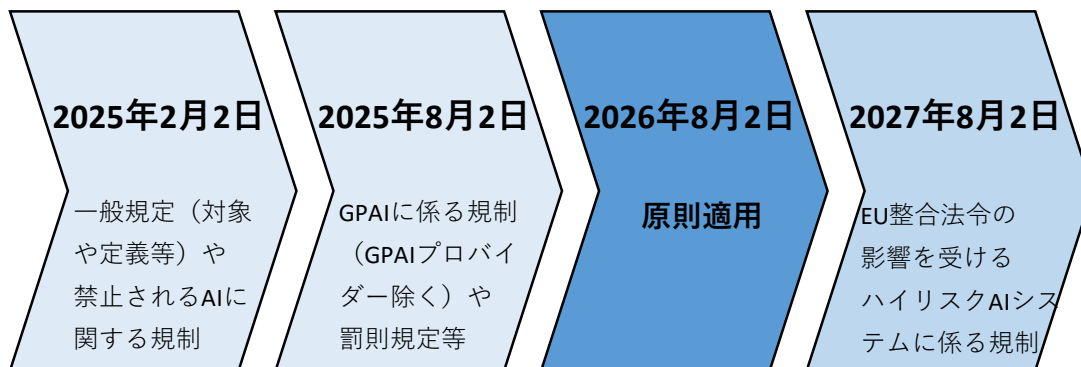 2025年2月2日
一般規定（対象
や定義等）や
禁止されるAIに
関する規制
2025年8月2日
GPAIに係る規制
（GPAIプロバイ
ダー除く）や
罰則規定等
2026年8月2日
原則適用
2027年8月2日
EU整合法令の
影響を受ける
ハイリスクAIシス
テムに係る規制